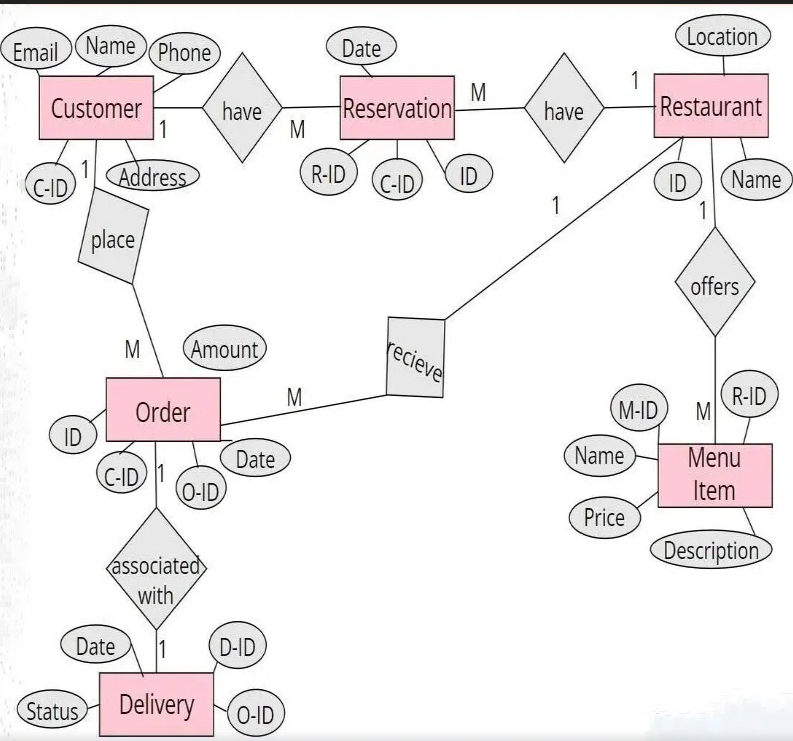 Email
Name
Phone
Date
Location
Customer
1
have
M
Reservation
M
have
1
Restaurant
C-ID
1
Address
R-ID
C-ID
ID
ID
Name
place
1
1
offers
M
Amount
recieve
M
Order
M
M-ID
R-ID
ID
C-ID
1
O-ID
Date
Name
Menu
Item
Price
Description
associated
with
Date
1
D-ID
Status
Delivery
O-ID